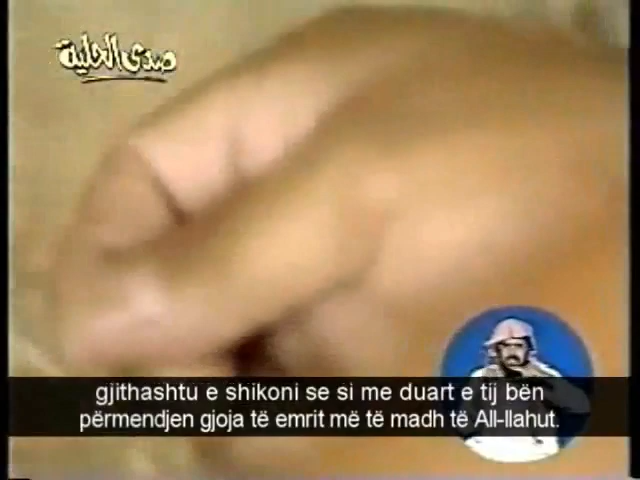 صدى الحلية
gjithashtu e shikoni se si me duart e tij bën
përmendjen gjoja të emrit më të madh të All-llahut.